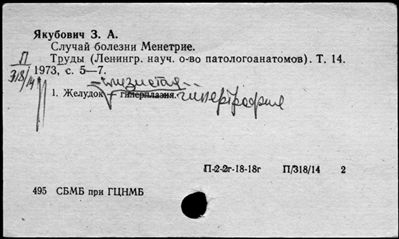 Якубович З. А.
Случай болезни Менетрие.
Труды (Ленингр. науч. о-во патологоанатомов). Т. 14.
1973, с. 5—7.
П
318/14
слизистая
1. Желудок — гиперплазия. гипертрофия
П-2-2г-18-18г П/318/14 2
495 СБМБ при ГЦНМБ